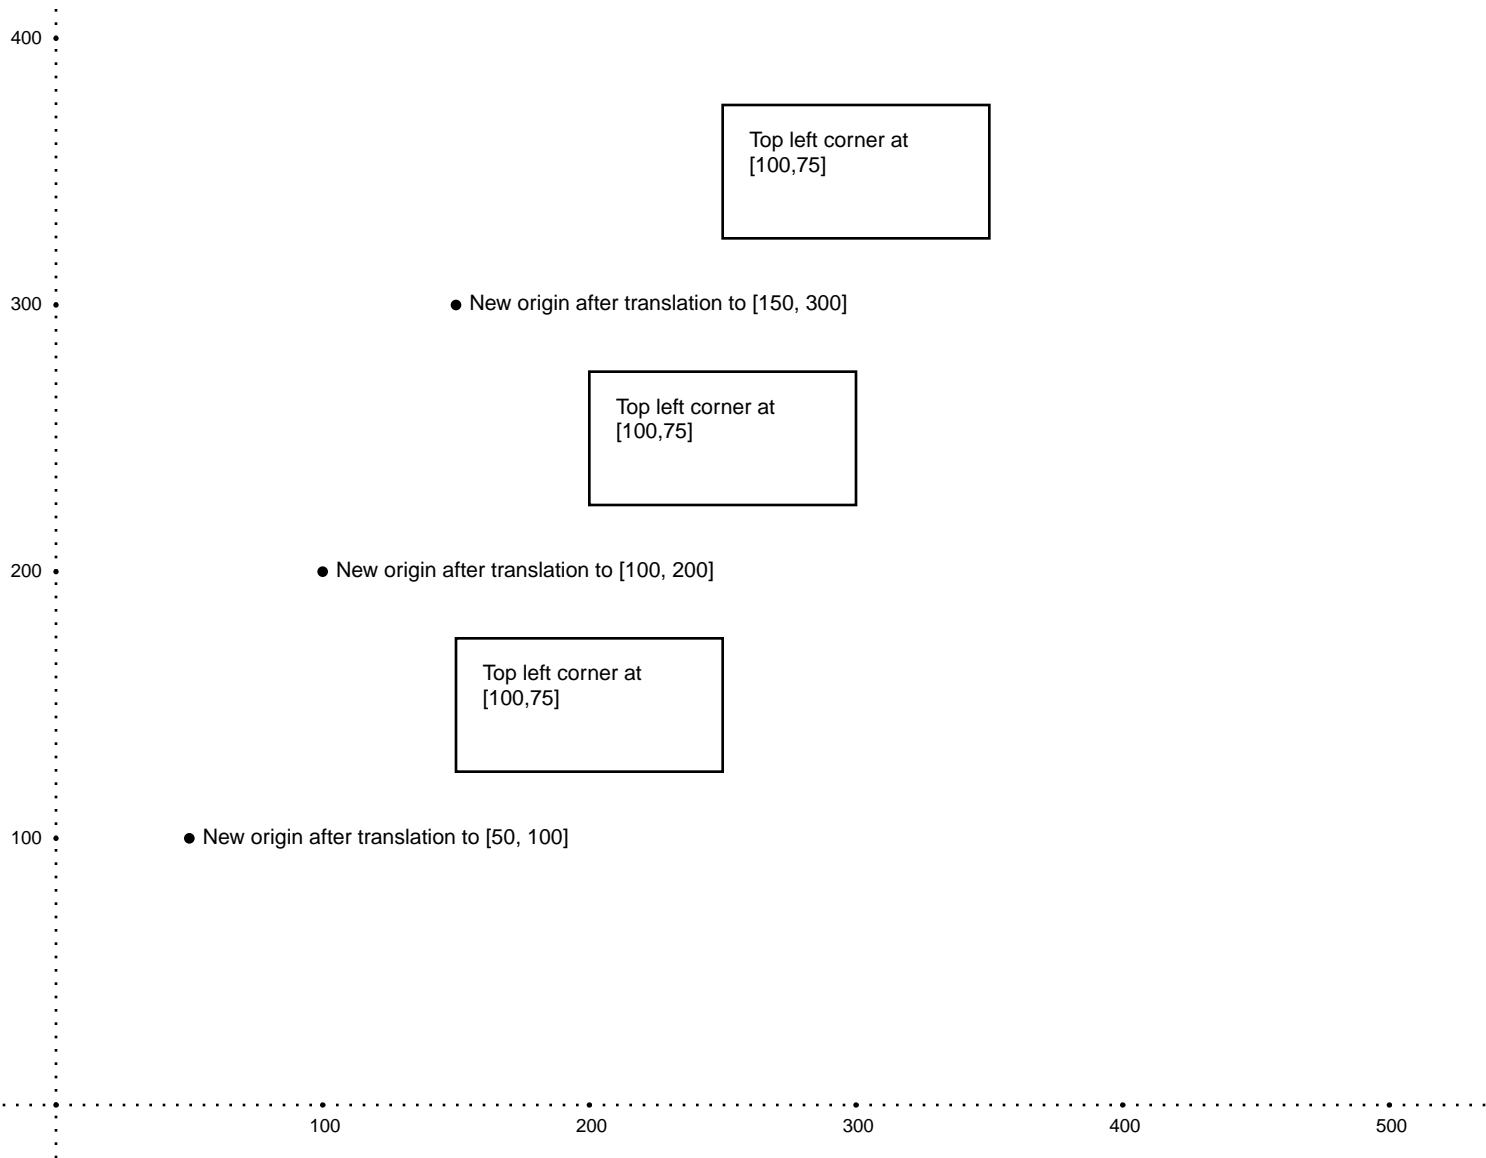 400
Top left corner at
[100,75]
300
New origin after translation to [150, 300]
Top left corner at
[100,75]
200
New origin after translation to [100, 200]
Top left corner at
[100,75]
100
New origin after translation to [50, 100]
100
200
300
400
500